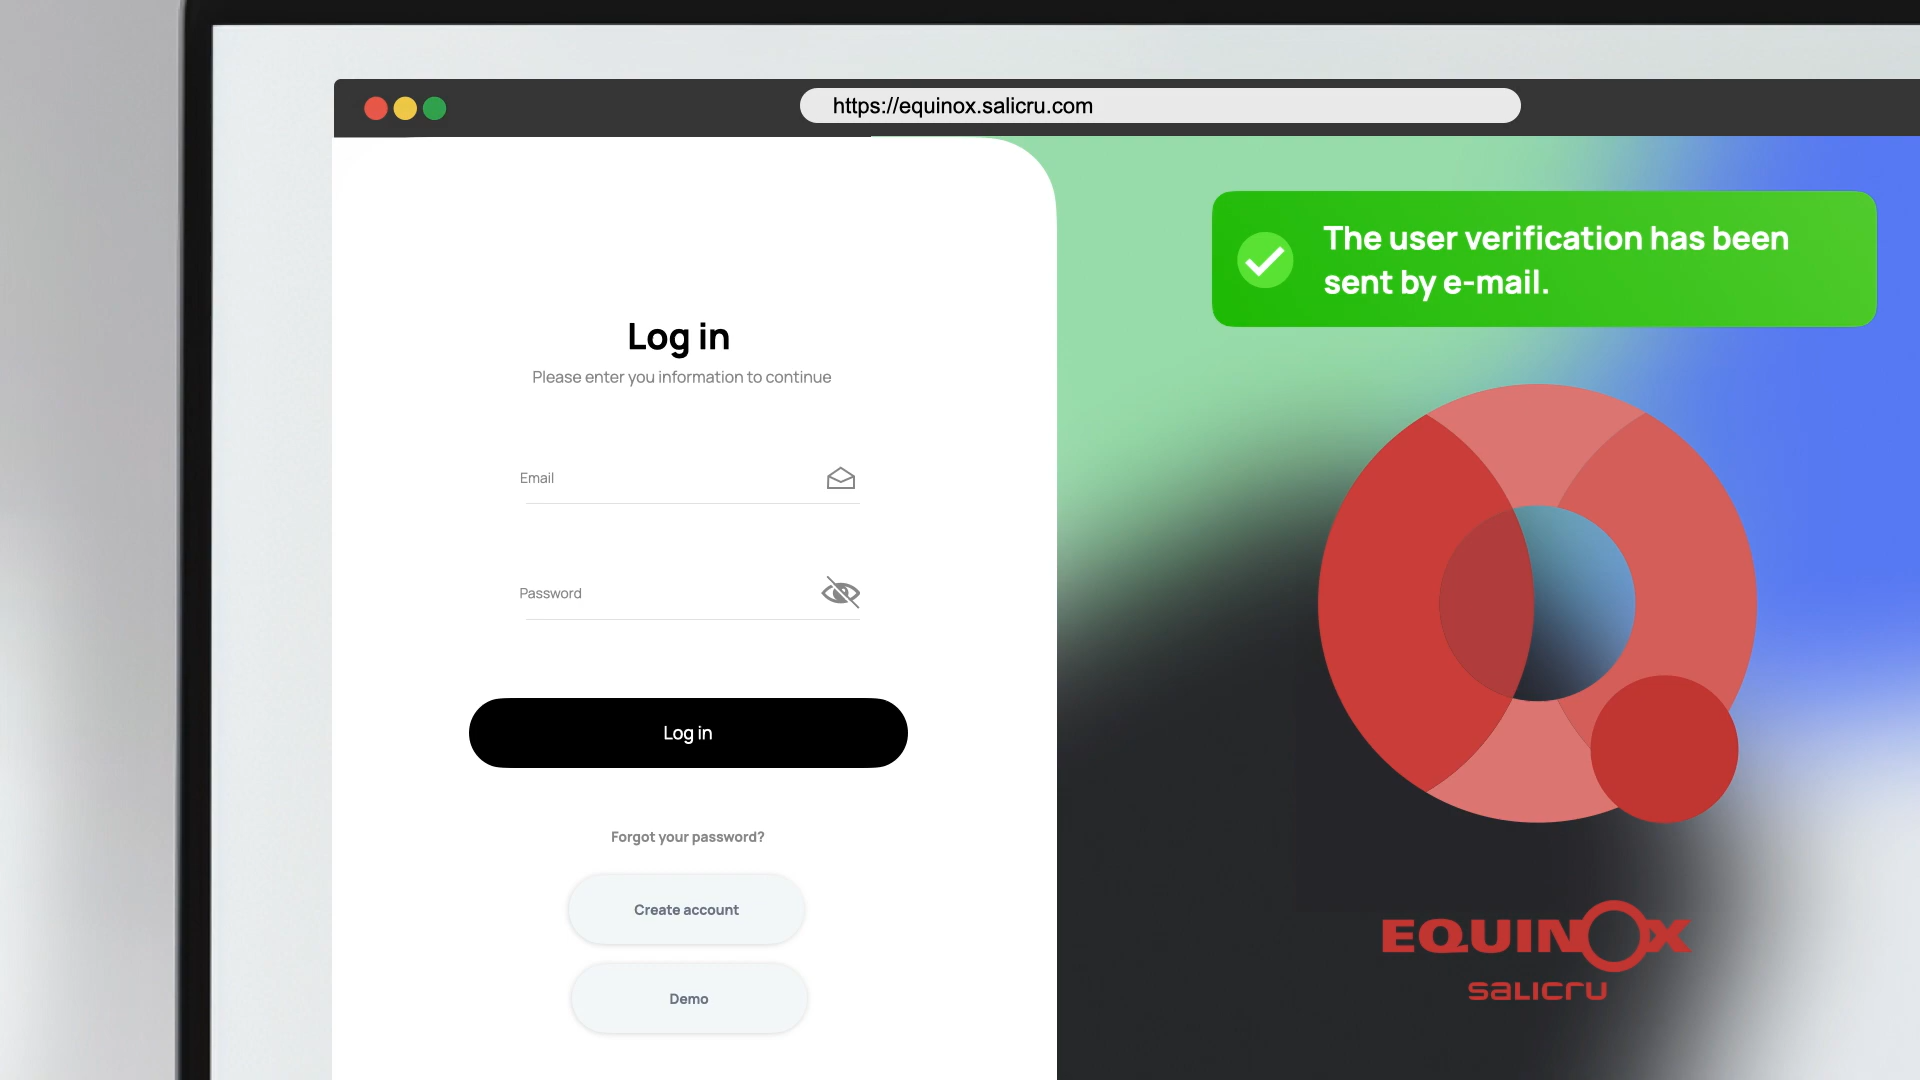 https://equinox.salicru.com
The user verification has been
sent by e-mail.
Log in
Please enter you information to continue
Email
Password
Log in
Forgot your password?
Create account
Demo
EQUINOX
salicru